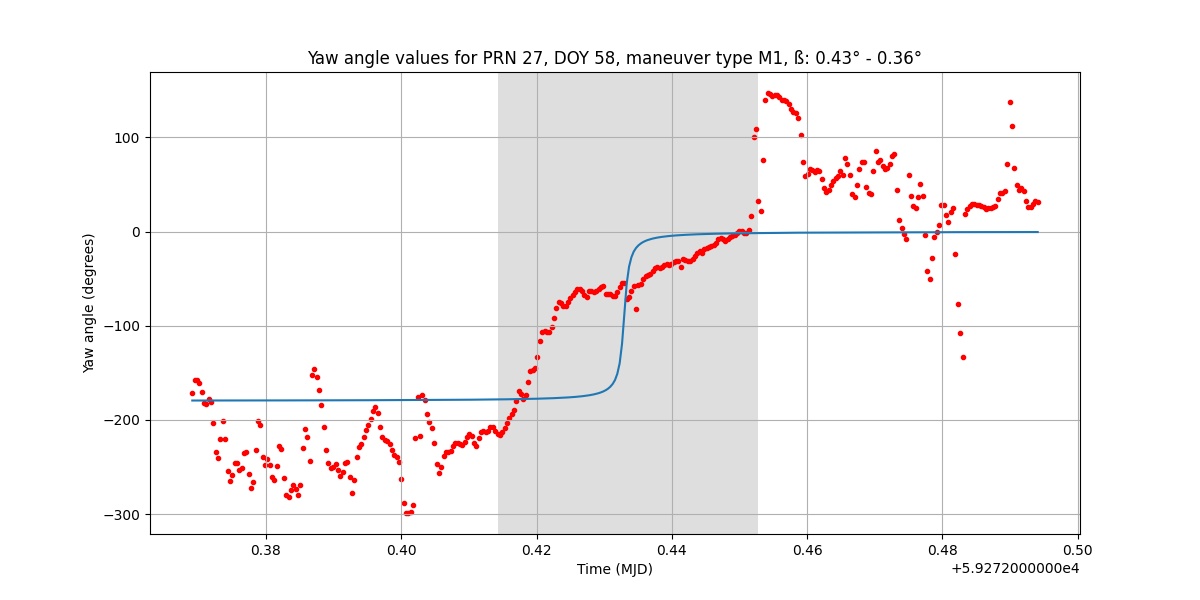 Yaw angle values for PRN 27, DOY 58, maneuver type M1, ß: 0.43° - 0.36°
100
0
−100
−200
−300
Yaw angle (degrees)
0.38 0.40 0.42 0.44 0.46 0.48 0.50
Time (MJD)
+5.9272000000e4